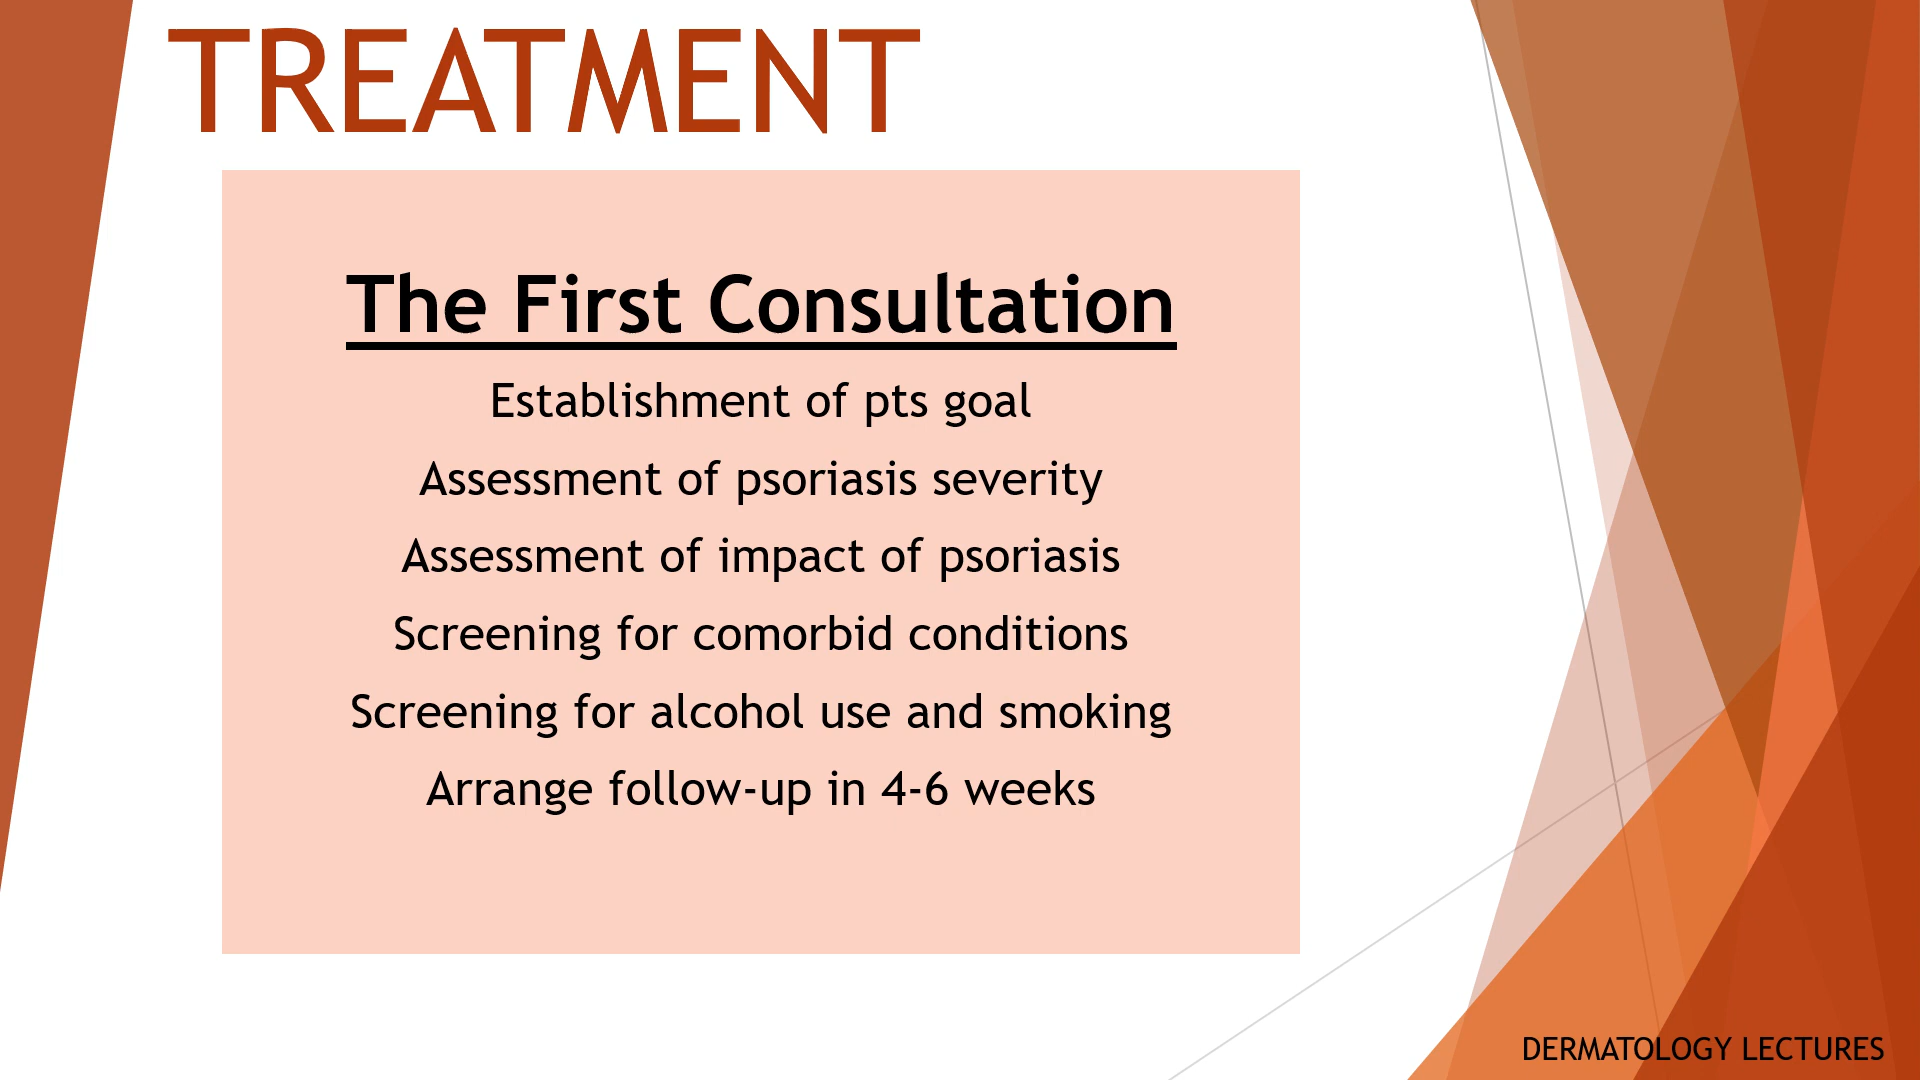 TREATMENT
The First Consultation
Establishment of pts goal
Assessment of psoriasis severity
Assessment of impact of psoriasis
Screening for comorbid conditions
Screening for alcohol use and smoking
Arrange follow-up in 4-6 weeks
DERMATOLOGY LECTURES